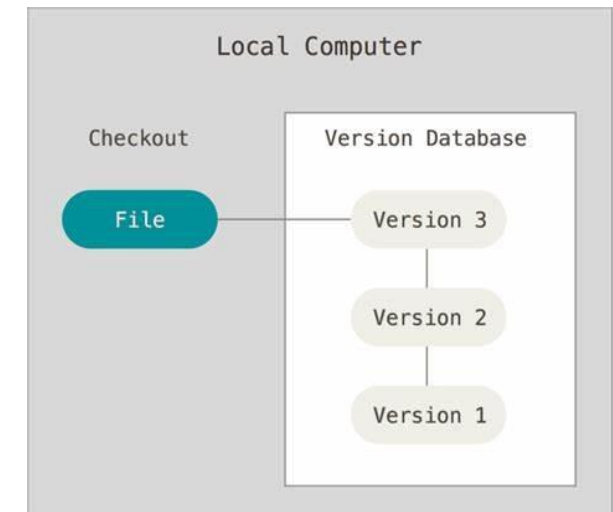 Local Computer
Checkout
Version Database
File
Version 3
Version 2
Version 1